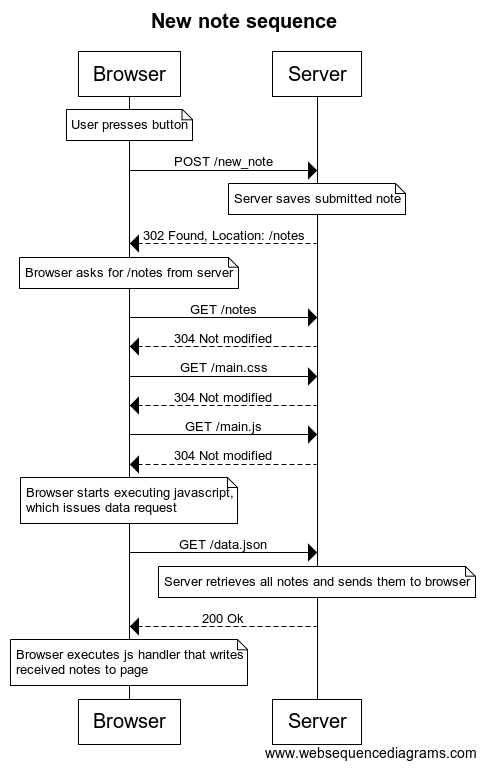 New note sequence
Browser
Server
User presses button
POST /new_note
Server saves submitted note
302 Found, Location: /notes
Browser asks for /notes from server
GET /notes
304 Not modified
GET /main.css
304 Not modified
GET /main.js
304 Not modified
Browser starts executing javascript,
which issues data request
GET /data.json
Server retrieves all notes and sends them to browser
200 Ok
Browser executes js handler that writes
received notes to page
Browser
Server
www.websequencediagrams.com